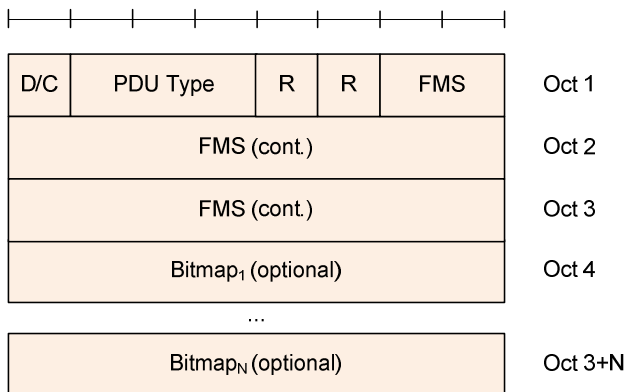 D/C PDU Type R R FMS Oct 1
FMS (cont.) Oct 2
FMS (cont.) Oct 3
Bitmap₁ (optional) Oct 4
...
Bitmap_N (optional) Oct 3+N